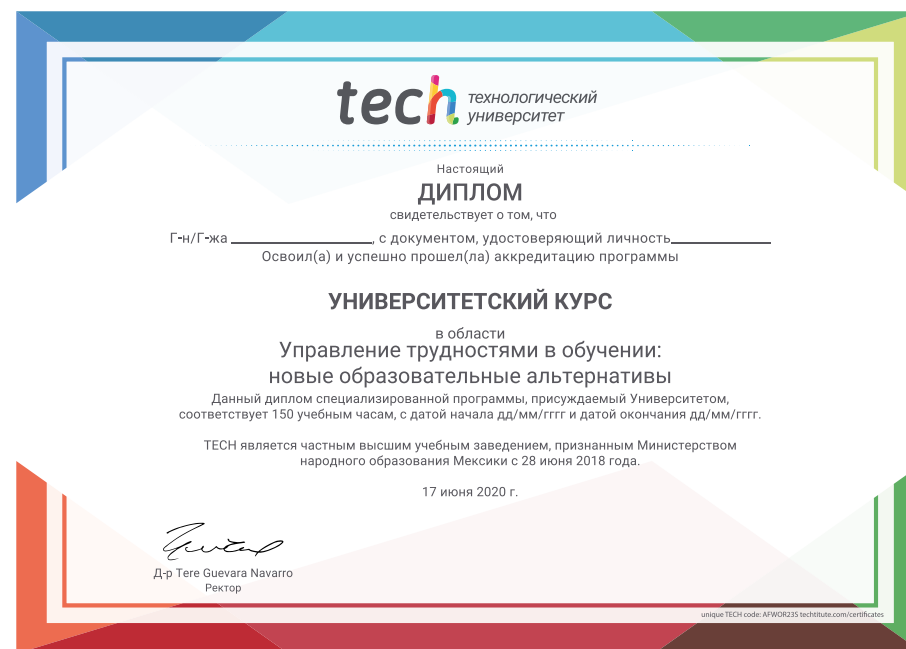 tech технологический
университет
Настоящий
ДИПЛОМ
свидетельствует о том, что
Г-н/Г-жа ______________, с документом, удостоверяющий личность__________
Освоил(а) и успешно прошел(ла) аккредитацию программы
УНИВЕРСИТЕТСКИЙ КУРС
в области
Управление трудностями в обучении:
новые образовательные альтернативы
Данный диплом специализированной программы, присуждаемый Университетом,
соответствует 150 учебным часам, с датой начала дд/мм/гггг и датой окончания дд/мм/гггг.
TECH является частным высшим учебным заведением, признанным Министерством
народного образования Мексики с 28 июня 2018 года.
17 июня 2020 г.
Д-р Tere Guevara Navarro
Ректор
unique TECH code: AFWOR23S techtitute.com/certificates